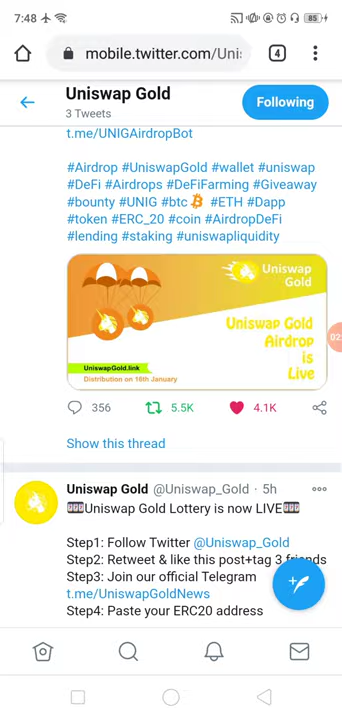 7:48
85
mobile.twitter.com/Uni
4
Uniswap Gold
3 Tweets
Following
t.me/UNIGAirdropBot
#Airdrop #UniswapGold #wallet #uniswap
#DeFi #Airdrops #DeFiFarming #Giveaway
#bounty #UNIG #btc #ETH #Dapp
#token #ERC_20 #coin #AirdropDeFi
#lending #staking #uniswapliquidity
Uniswap
Gold
Uniswap Gold
Airdrop
is
Live
UniswapGold.link
Distribution on 16th January
02
356 5.5K 4.1K
Show this thread
Uniswap Gold @Uniswap_Gold · 5h
🎰Uniswap Gold Lottery is now LIVE🎰
Step1: Follow Twitter @Uniswap_Gold
Step2: Retweet & like this post+tag 3 friends
Step3: Join our official Telegram
t.me/UniswapGoldNews
Step4: Paste your ERC20 address